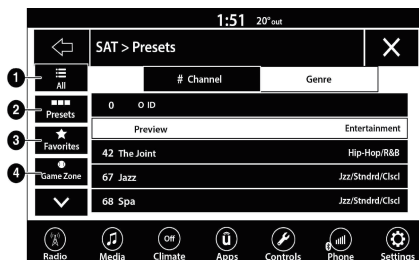 1:51 20°out
SAT > Presets
X
1 All
# Channel Genre
2 Presets
0 O ID
Preview Entertainment
3 Favorites
42 The Joint Hip-Hop/R&B
4 Game Zone
67 Jazz Jzz/Stndrd/Clscl
68 Spa Jzz/Stndrd/Clscl
Off û
Radio Media Climate Apps Controls Phone Settings